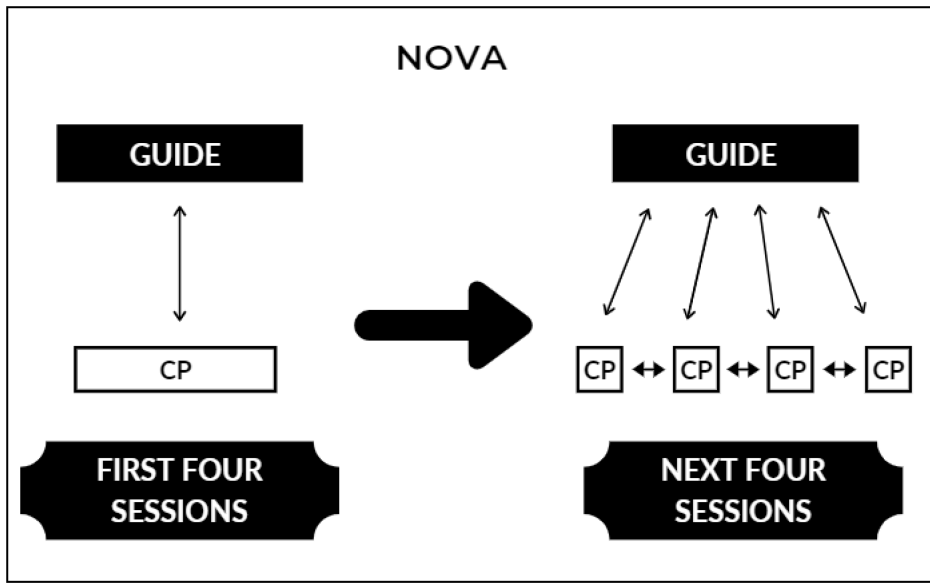 NOVA
GUIDE
GUIDE
CP
CP
CP
CP
CP
FIRST FOUR
SESSIONS
NEXT FOUR
SESSIONS